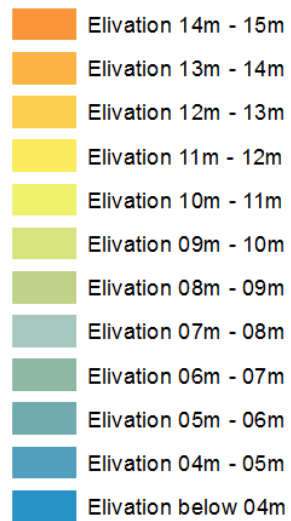 Elivation 14m - 15m
Elivation 13m - 14m
Elivation 12m - 13m
Elivation 11m - 12m
Elivation 10m - 11m
Elivation 09m - 10m
Elivation 08m - 09m
Elivation 07m - 08m
Elivation 06m - 07m
Elivation 05m - 06m
Elivation 04m - 05m
Elivation below 04m